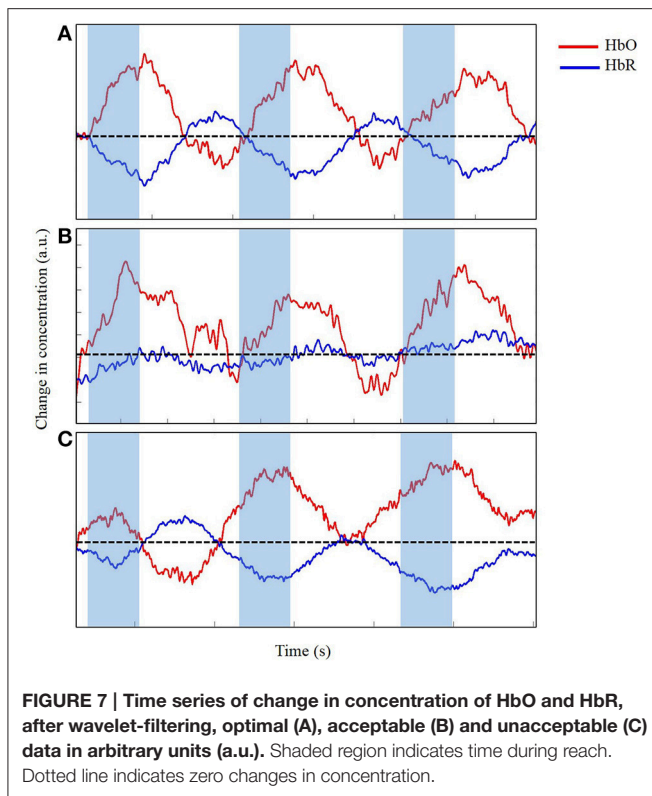 A
HbO
HbR
B
Change in concentration (a.u.)
C
Time (s)
FIGURE 7 | Time series of change in concentration of HbO and HbR,
after wavelet-filtering, optimal (A), acceptable (B) and unacceptable (C)
data in arbitrary units (a.u.). Shaded region indicates time during reach.
Dotted line indicates zero changes in concentration.